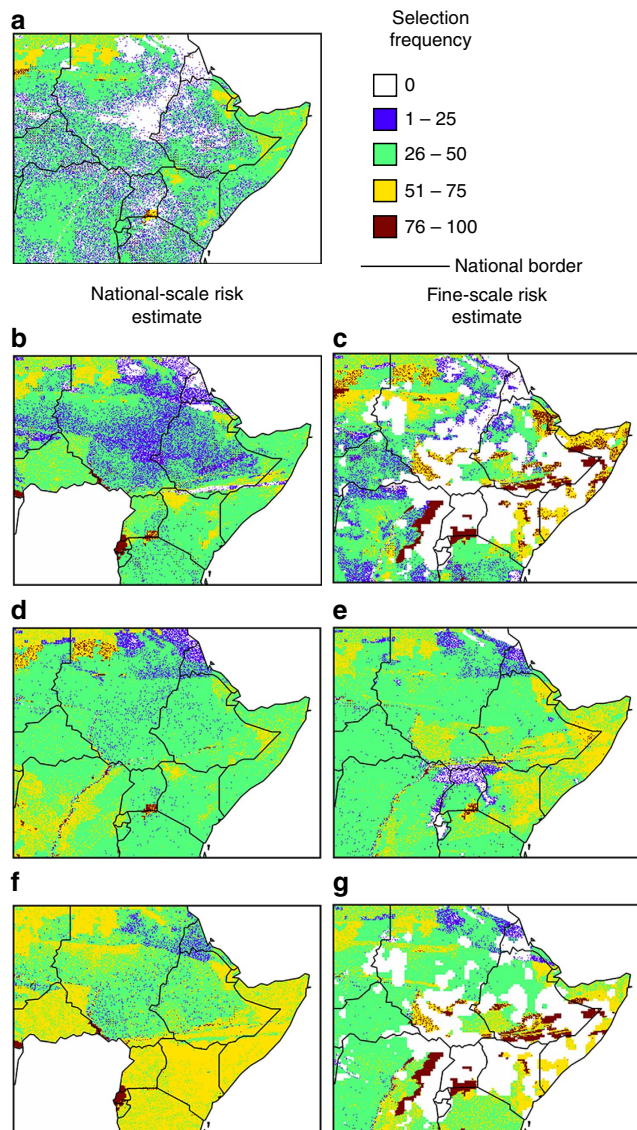 a
Selection
frequency
0
1 – 25
26 – 50
51 – 75
76 – 100
National border
National-scale risk
estimate
Fine-scale risk
estimate
b
c
d
e
f
g